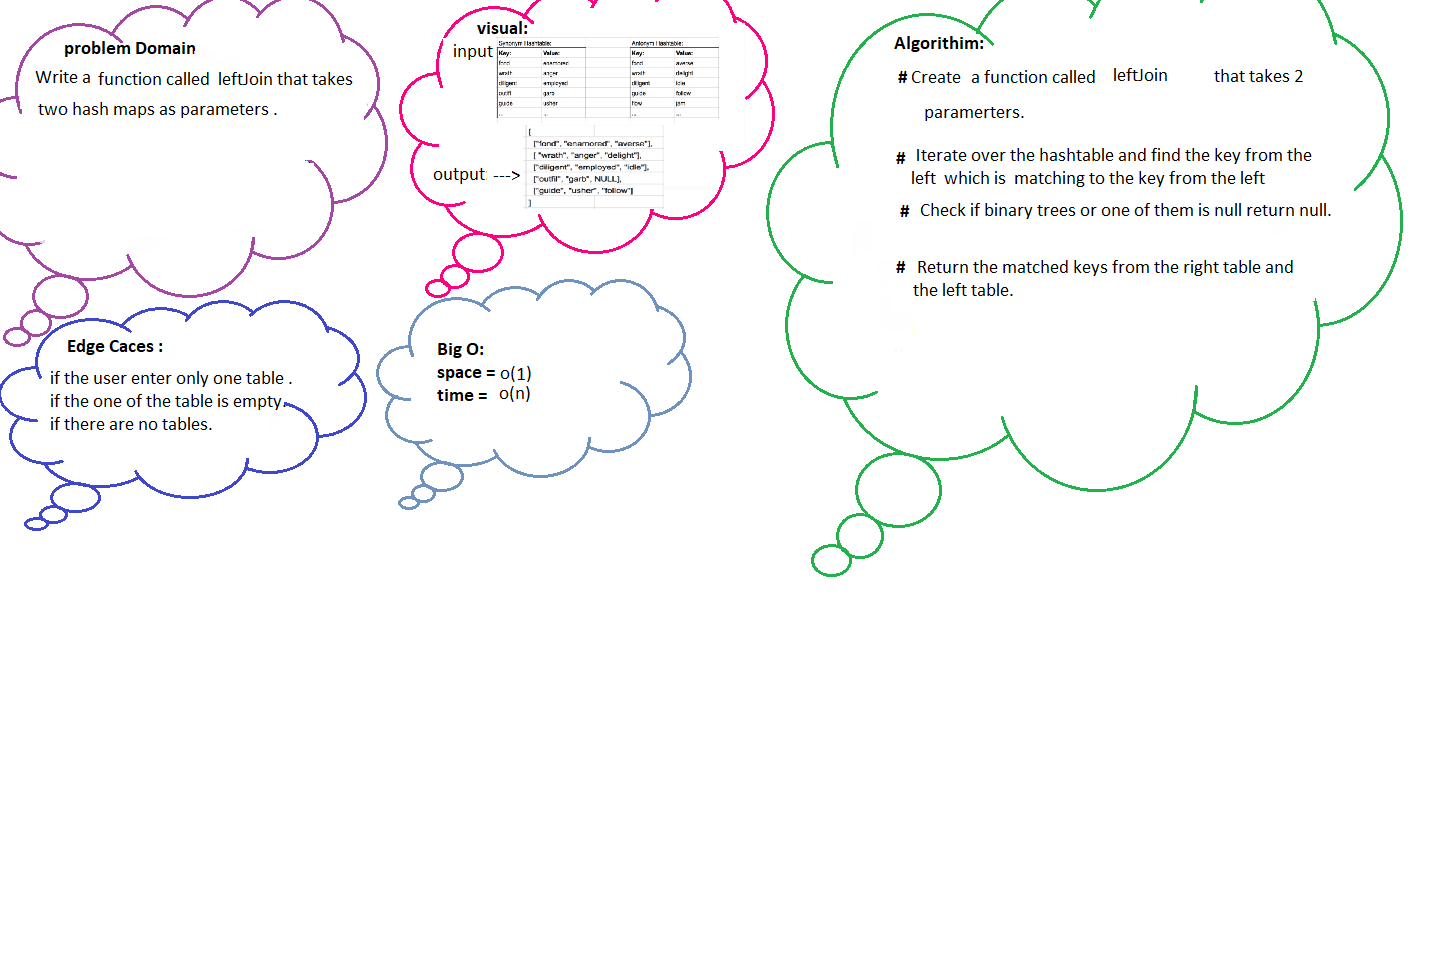 problem Domain
Write a function called leftJoin that takes
two hash maps as parameters .
visual:
input
Synonym Hashtable: Antonym Hashtable:
Key: Value: Key: Value:
fond enamored fond averse
wrath anger wrath delight
diligent employed diligent idle
outfit garb guide follow
guide usher flow jam
... ... ... ...
output: --->
[
["fond", "enamored", "averse"],
[ "wrath", "anger", "delight"],
["diligent", "employed", "idle"],
["outfit", "garb", NULL],
["guide", "usher", "follow"]
]
Algorithim:
# Create a function called leftJoin that takes 2
paramerters.
# Iterate over the hashtable and find the key from the
left which is matching to the key from the left
# Check if binary trees or one of them is null return null.
# Return the matched keys from the right table and
the left table.
Edge Caces :
if the user enter only one table .
if the one of the table is empty.
if there are no tables.
Big O:
space = o(1)
time = o(n)